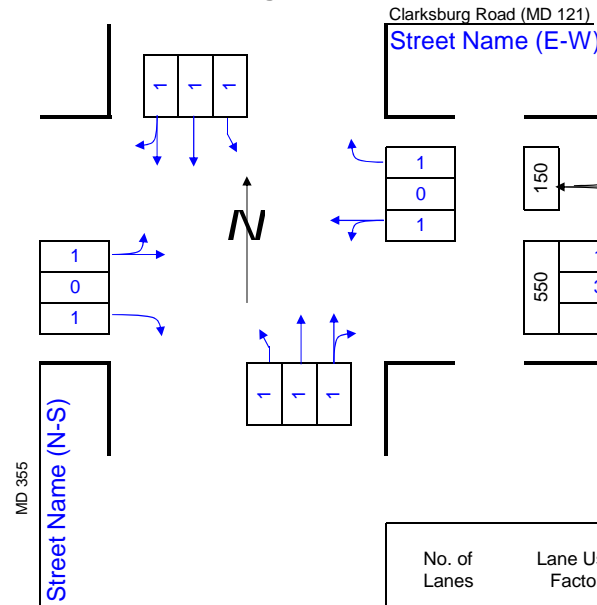 Clarksburg Road (MD 121)
Street Name (E-W)
1 1 1
1
0
1
150
N
1
0
1
550
1 1 1
MD 355
Street Name (N-S)
No. of
Lanes
Lane